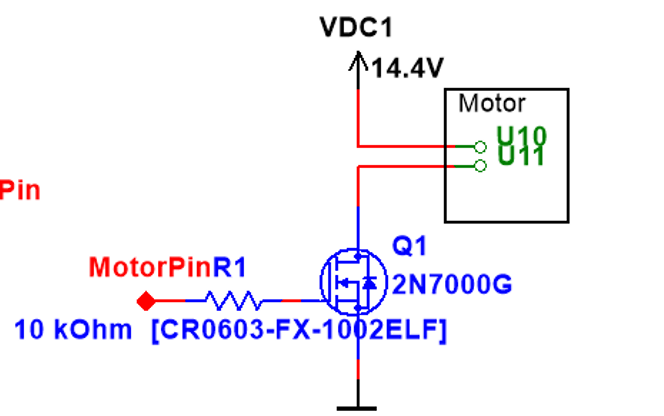 VDC1
14.4V
Motor
U10
U11
Pin
Q1
MotorPinR1
2N7000G
10 kOhm [CR0603-FX-1002ELF]